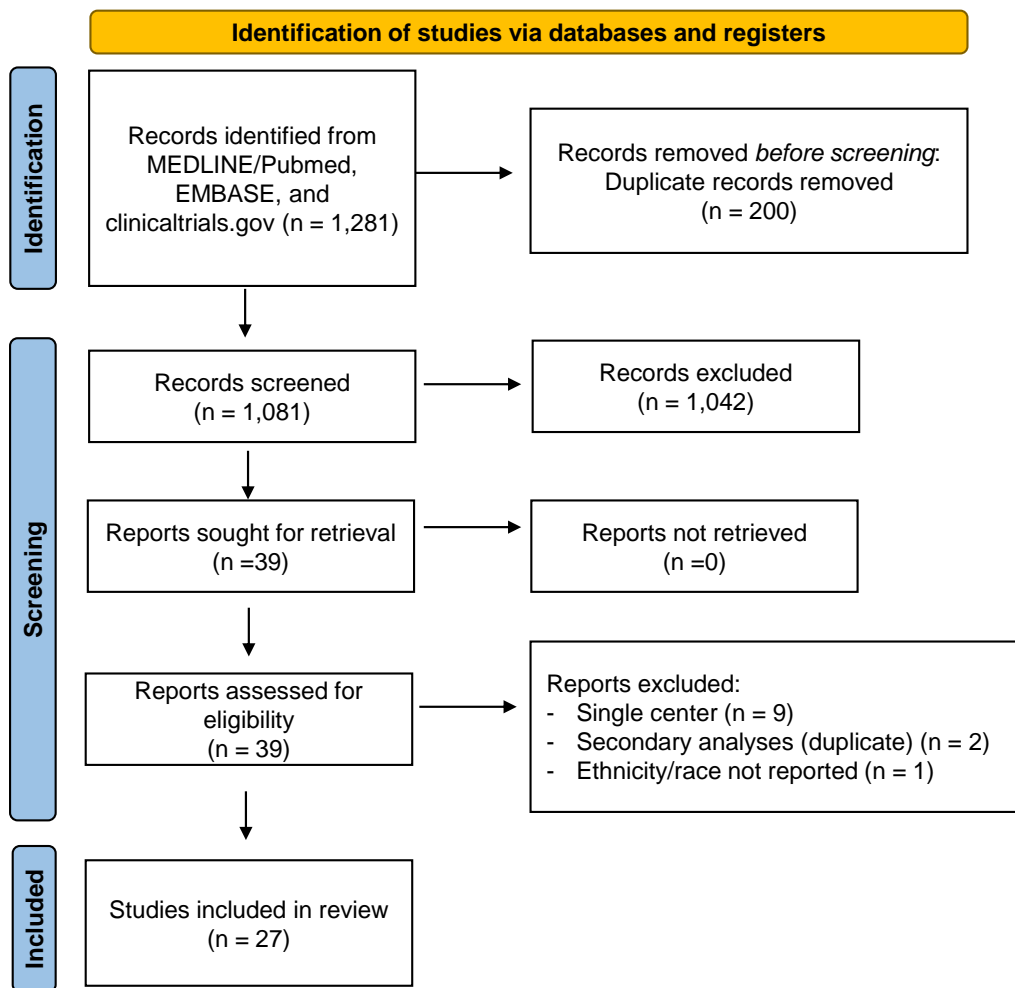 Identification of studies via databases and registers
Identification
Records identified from
MEDLINE/Pubmed,
EMBASE, and
clinicaltrials.gov (n = 1,281)
Records removed before screening:
Duplicate records removed
(n = 200)
Screening
Records screened
(n = 1,081)
Records excluded
(n = 1,042)
Reports sought for retrieval
(n =39)
Reports not retrieved
(n =0)
Reports assessed for
eligibility
(n = 39)
Reports excluded:
- Single center (n = 9)
- Secondary analyses (duplicate) (n = 2)
- Ethnicity/race not reported (n = 1)
Included
Studies included in review
(n = 27)